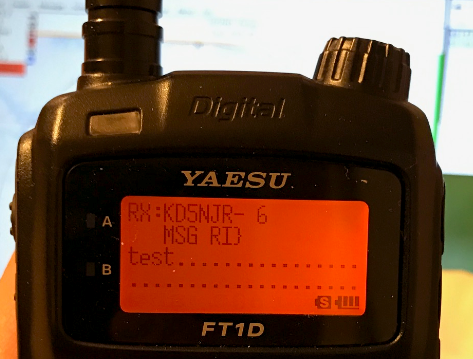 Digital
YAESU
A
RX:KD5NJR- 6
MSG RI}
test....................
B
........................
S
FT1D